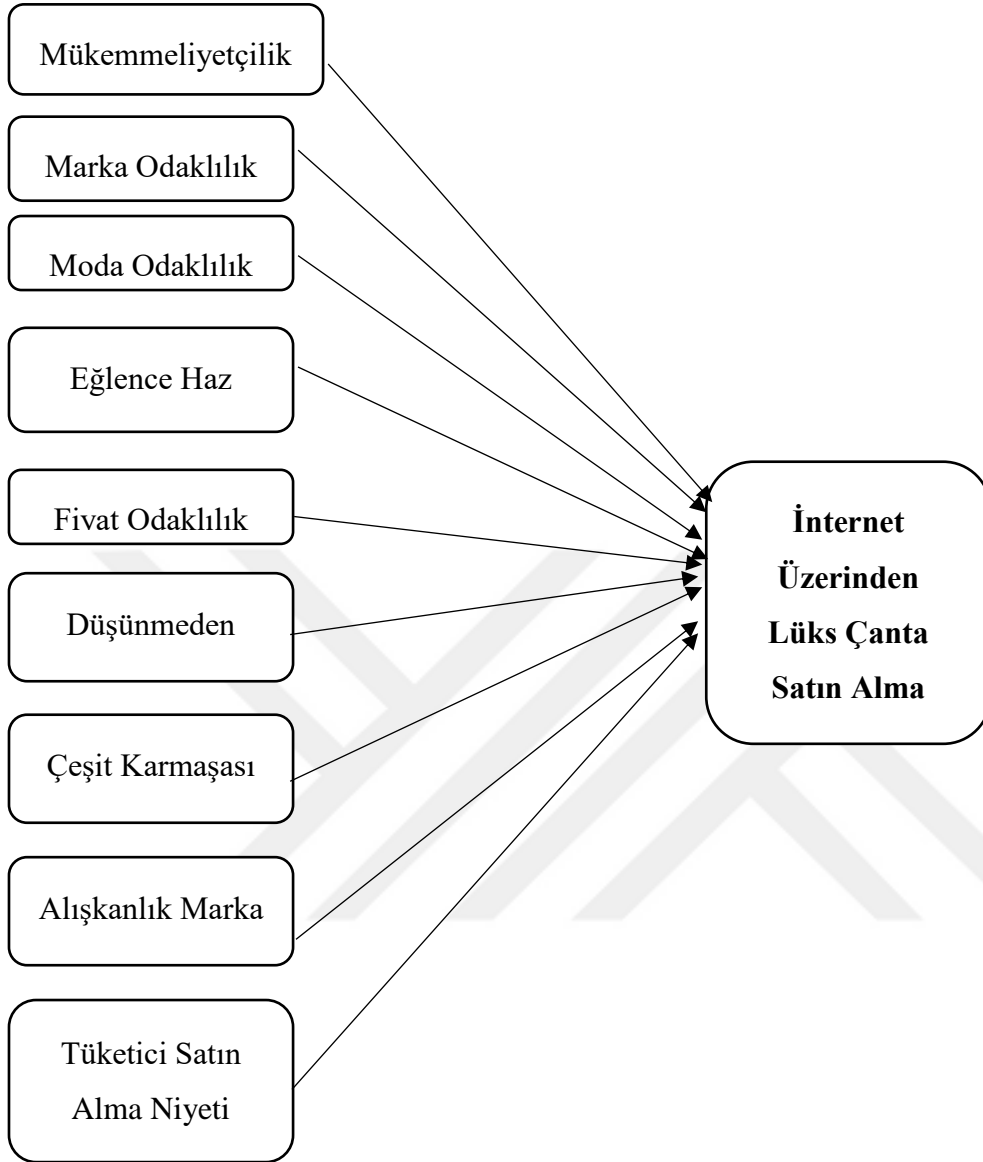 Mükemmeliyetçilik
Marka Odaklılık
Moda Odaklılık
Eğlence Haz
Fivat Odaklılık
Düşünmeden
Çeşit Karmaşası
Alışkanlık Marka
Tüketici Satın
Alma Niyeti
İnternet
Üzerinden
Lüks Çanta
Satın Alma